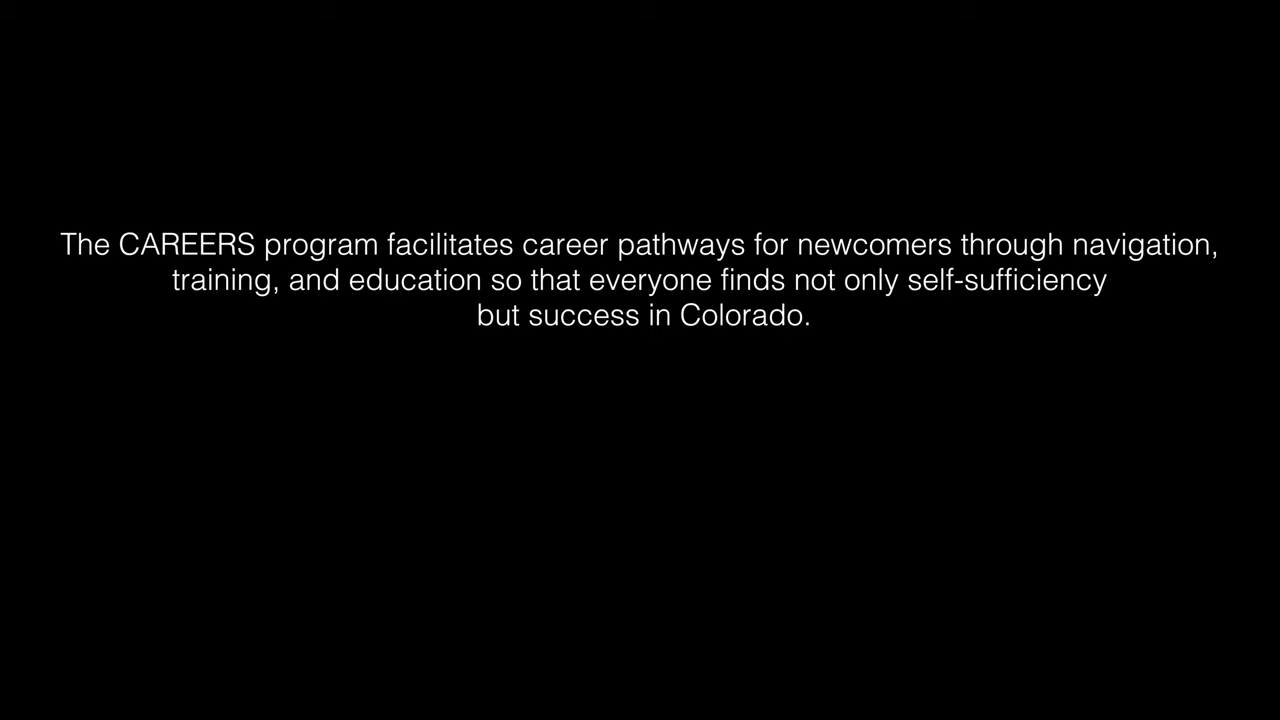 The CAREERS program facilitates career pathways for newcomers through navigation,
training, and education so that everyone finds not only self-sufficiency
but success in Colorado.